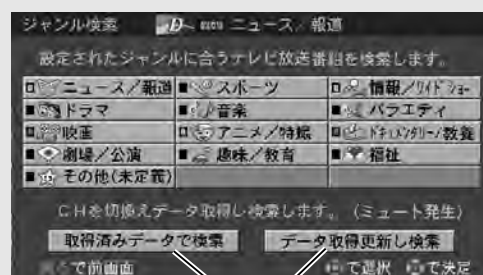 ジャンル検索 ニュース／報道
設定されたジャンルに合うテレビ放送番組を検索します。
ニュース／報道 スポーツ 情報／ワイドショー
ドラマ 音楽 バラエティ
映画 アニメ／特撮 ドキュメンタリー／教養
劇場／公演 趣味／教育 福祉
その他(未定義)
CHを切換えデータ取得し検索します。（ミュート発生）
取得済みデータで検索 データ取得更新し検索
で前画面 で選択 で決定